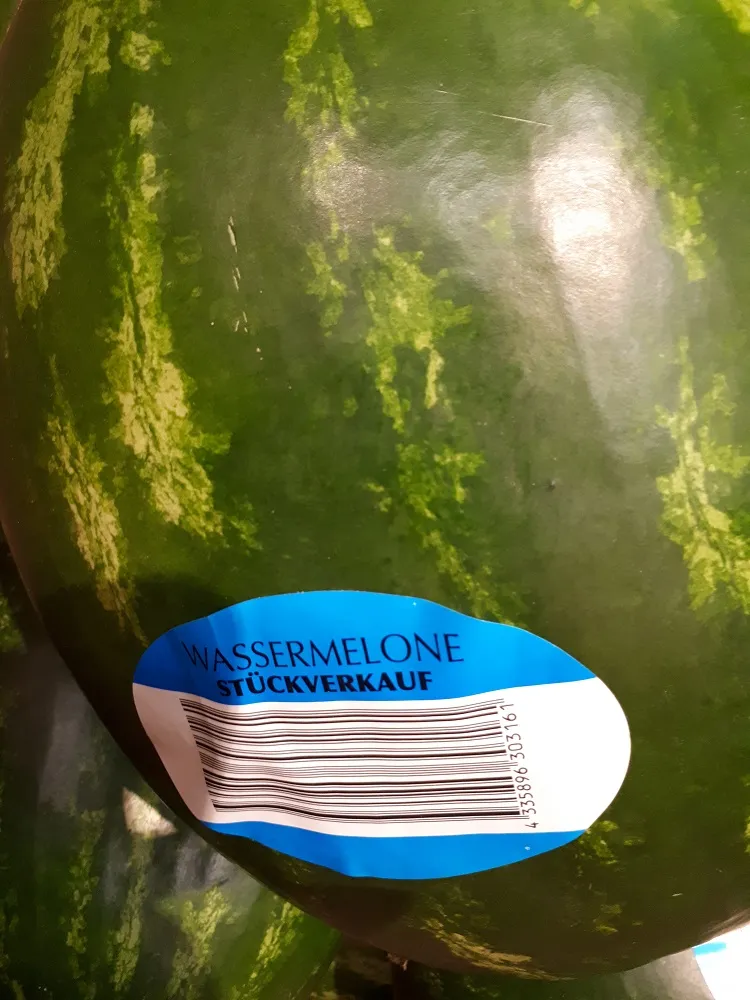 WASSERMELONE
STÜCKVERKAUF
4 335896 303161